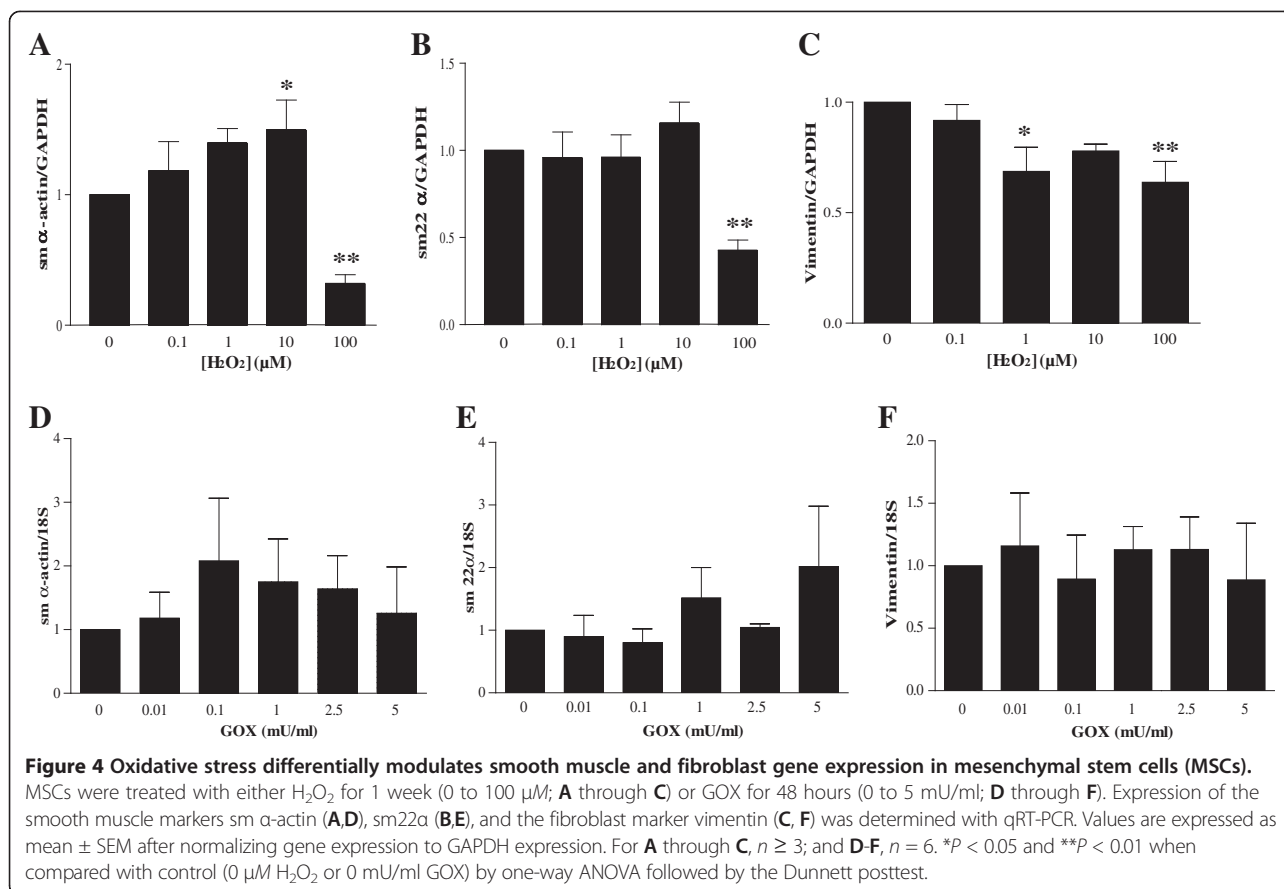 A
B
C
2
1
0
sm α-actin/GAPDH
*
**
0 0.1 1 10 100
[H₂O₂] (µM)
1.5
1.0
0.5
0.0
sm22 α/GAPDH
**
0 0.1 1 10 100
[H₂O₂] (µM)
1.0
0.5
0.0
Vimentin/GAPDH
*
**
0 0.1 1 10 100
[H₂O₂] (µM)
D
E
F
4
3
2
1
0
sm α-actin/18S
0 0.01 0.1 1 2.5 5
GOX (mU/ml)
4
3
2
1
0
sm 22α/18S
0 0.01 0.1 1 2.5 5
GOX (mU/ml)
2.0
1.5
1.0
0.5
0.0
Vimentin/18S
0 0.01 0.1 1 2.5 5
GOX (mU/ml)
Figure 4 Oxidative stress differentially modulates smooth muscle and fibroblast gene expression in mesenchymal stem cells (MSCs).
MSCs were treated with either H₂O₂ for 1 week (0 to 100 µM; A through C) or GOX for 48 hours (0 to 5 mU/ml; D through F). Expression of the
smooth muscle markers sm α-actin (A,D), sm22α (B,E), and the fibroblast marker vimentin (C, F) was determined with qRT-PCR. Values are expressed as
mean ± SEM after normalizing gene expression to GAPDH expression. For A through C, n ≥ 3; and D-F, n = 6. *P < 0.05 and **P < 0.01 when
compared with control (0 µM H₂O₂ or 0 mU/ml GOX) by one-way ANOVA followed by the Dunnett posttest.